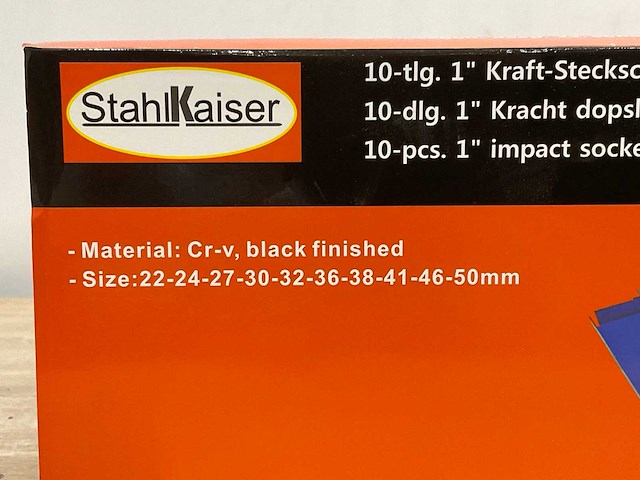 StahlKaiser
10-tlg. 1" Kraft-Stecksc
10-dlg. 1" Kracht dopsl
10-pcs. 1" impact socke
- Material: Cr-v, black finished
- Size:22-24-27-30-32-36-38-41-46-50mm